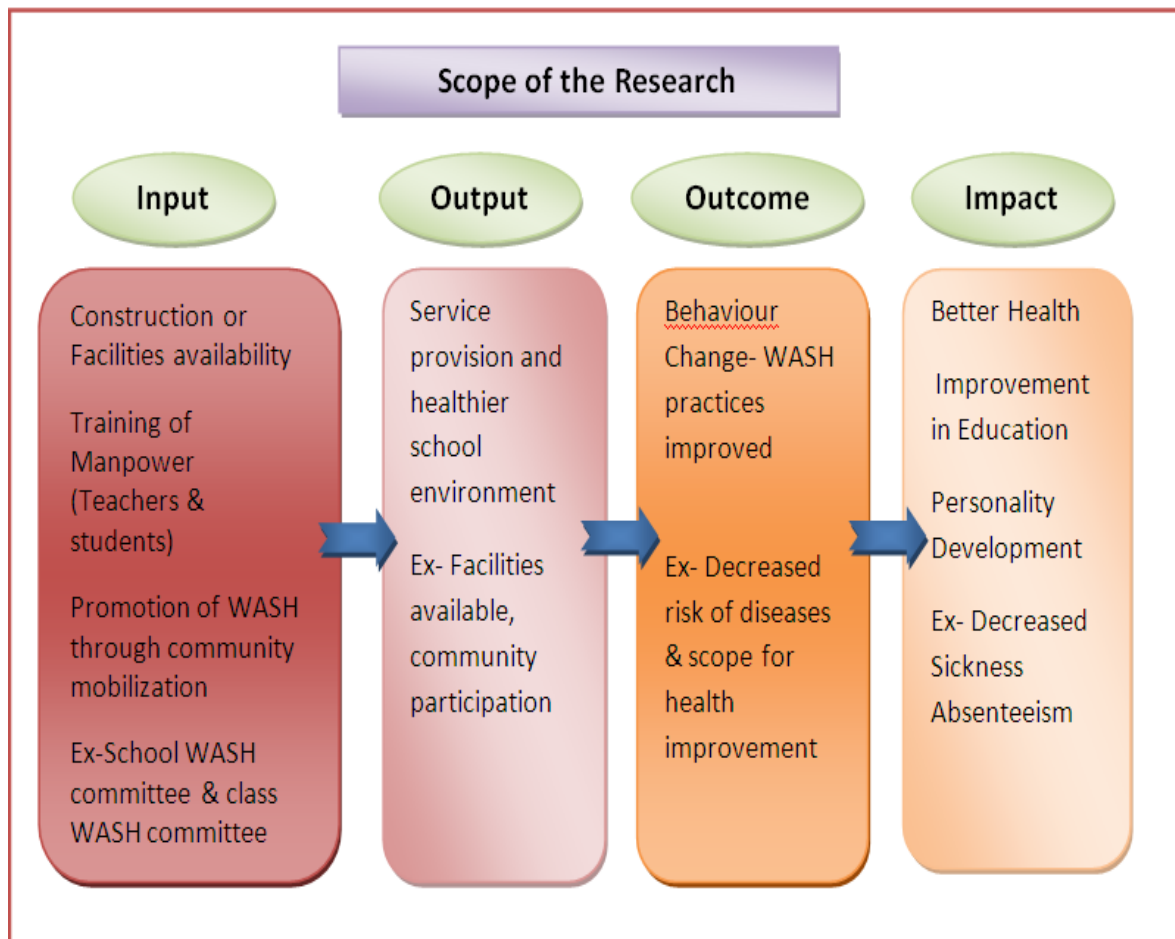 Scope of the Research
Input
Output
Outcome
Impact
Construction or
Facilities availability
Training of
Manpower
(Teachers &
students)
Promotion of WASH
through community
mobilization
Ex-School WASH
committee & class
WASH committee
Service
provision and
healthier
school
environment
Ex- Facilities
available,
community
participation
Behaviour
Change- WASH
practices
improved
Ex- Decreased
risk of diseases
& scope for
health
improvement
Better Health
Improvement
in Education
Personality
Development
Ex- Decreased
Sickness
Absenteeism